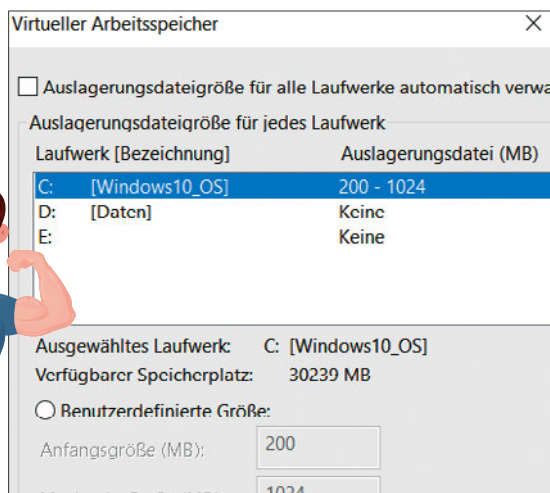 Virtueller Arbeitsspeicher
Auslagerungsdateigröße für alle Laufwerke automatisch verwa
Auslagerungsdateigröße für jedes Laufwerk
Laufwerk [Bezeichnung] Auslagerungsdatei (MB)
C: [Windows10_OS] 200 - 1024
D: [Daten] Keine
E: Keine
Ausgewähltes Laufwerk: C: [Windows10_OS]
Verfügbarer Speicherplatz: 30239 MB
Benutzerdefinierte Größe:
Anfangsgröße (MB): 200
1024